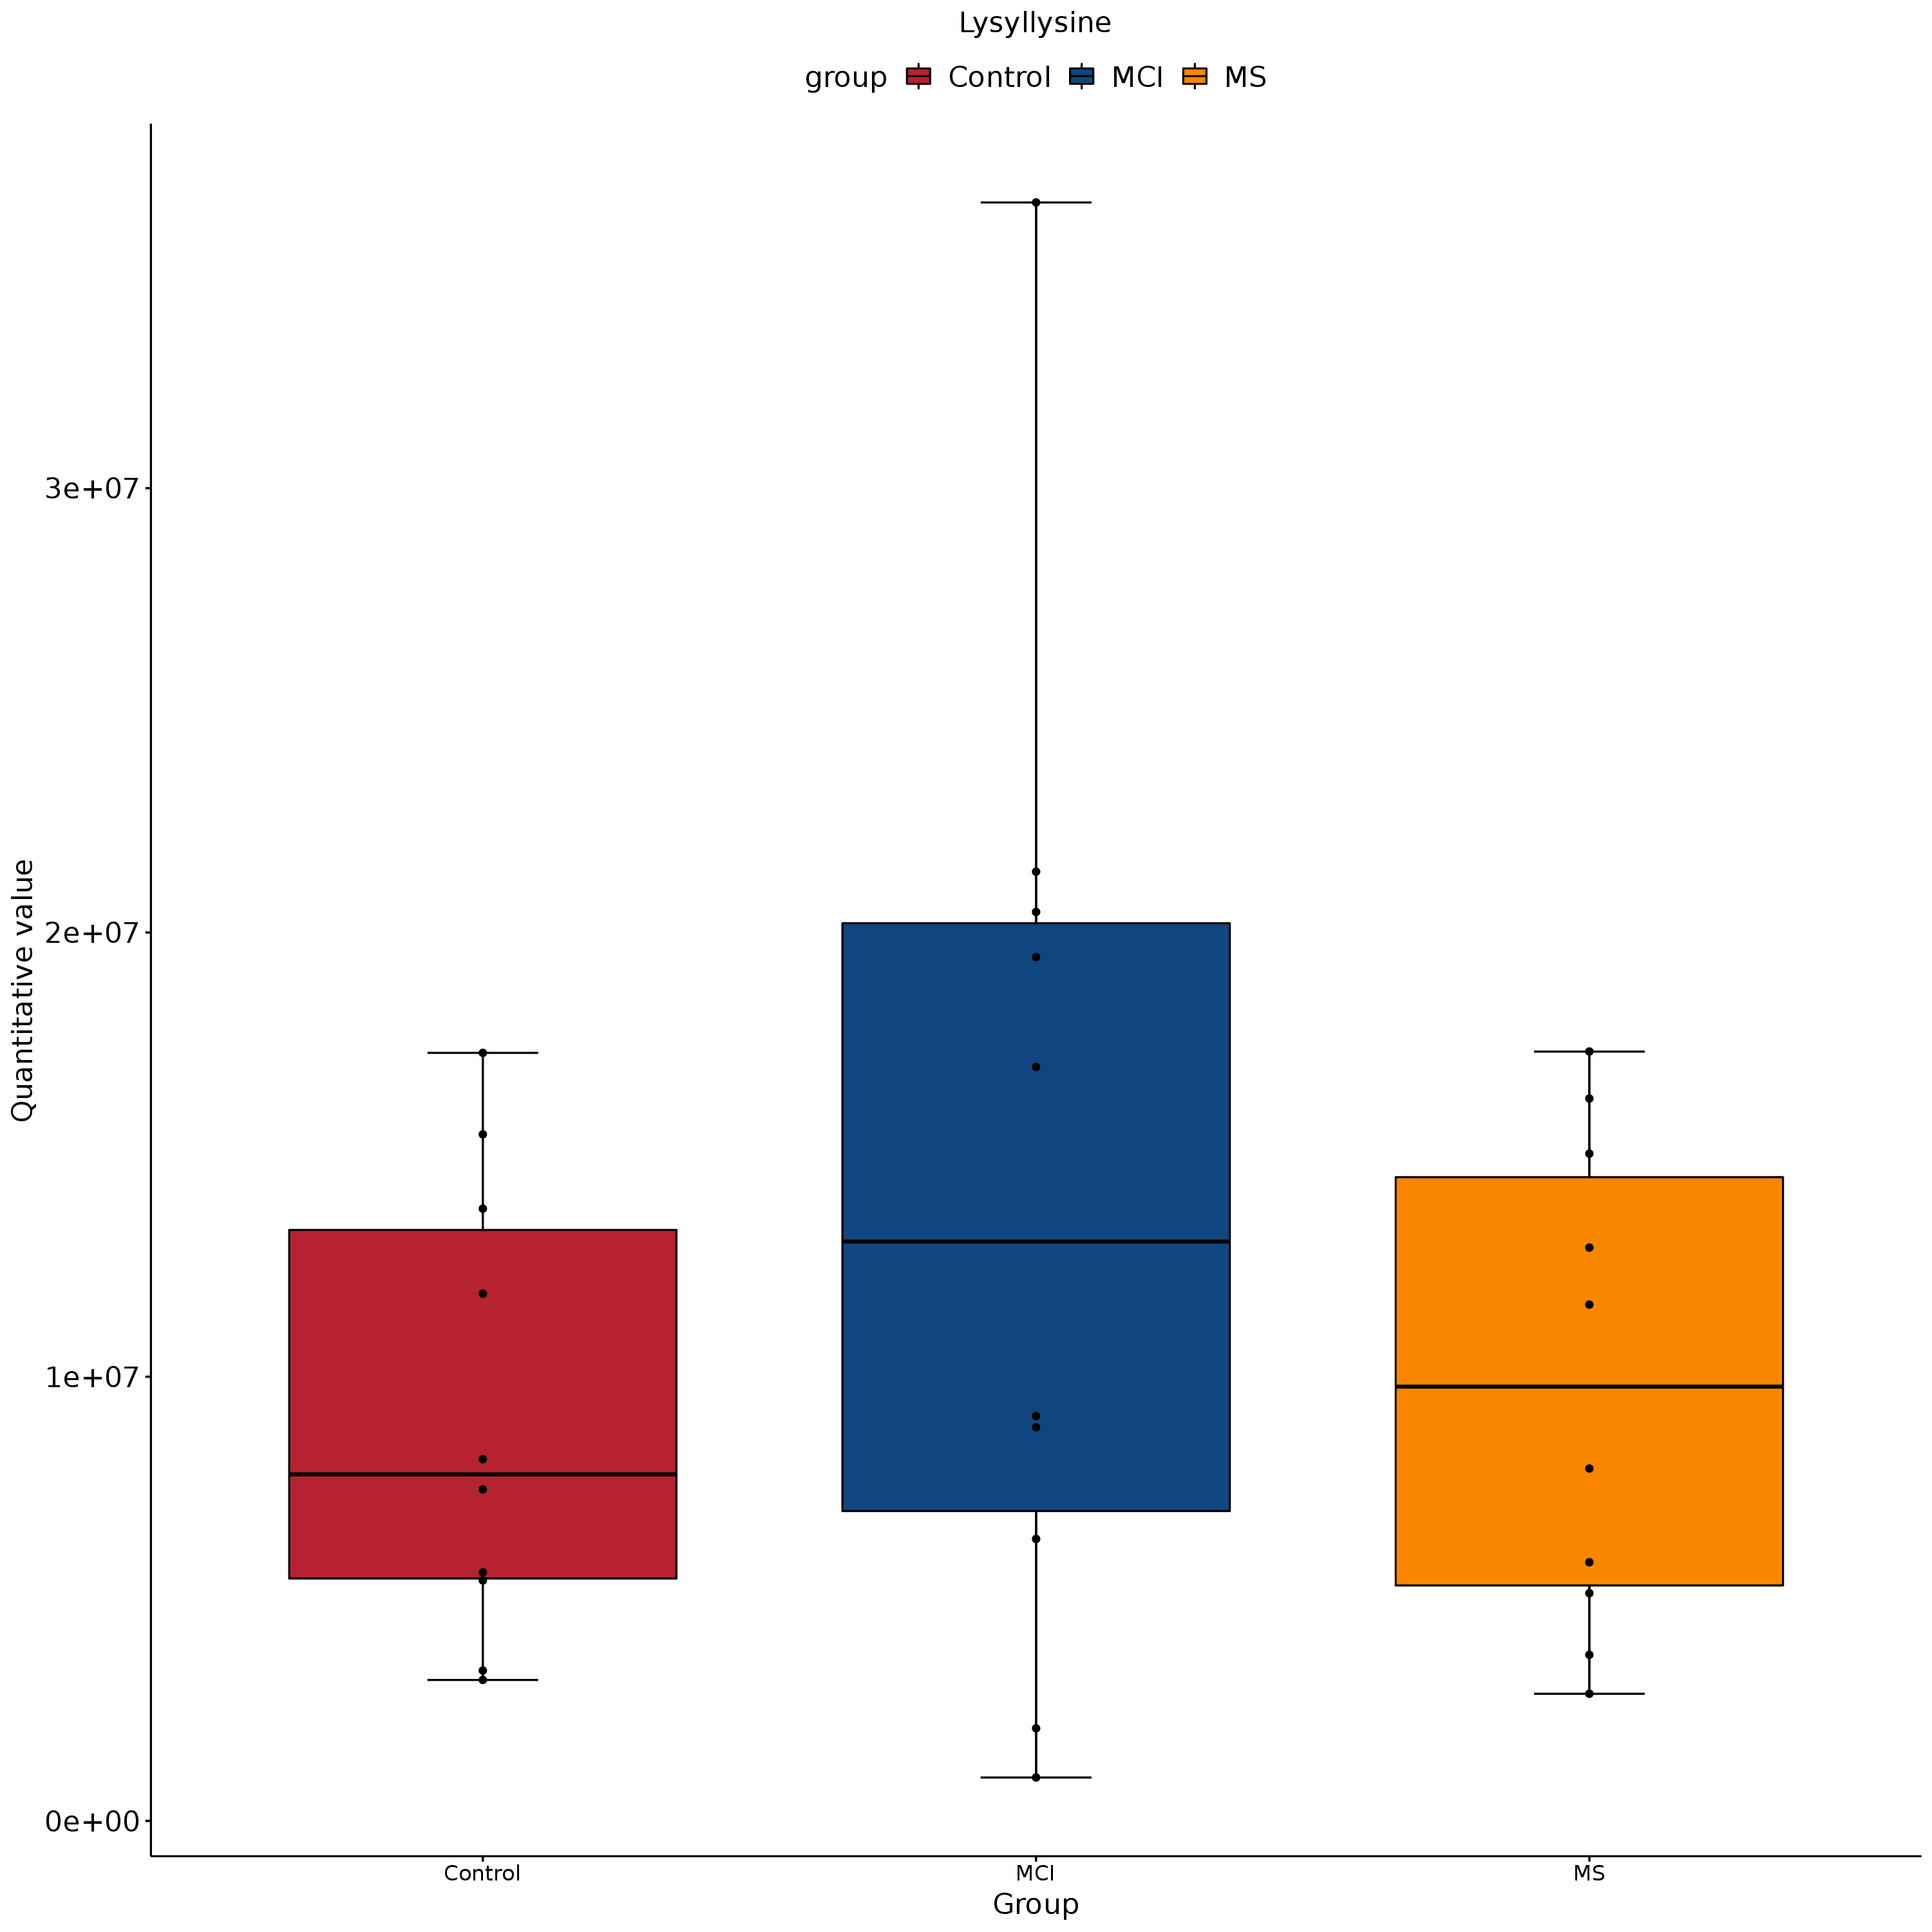 Lysyllysine
group Control MCI MS
Quantitative value
3e+07
2e+07
1e+07
0e+00
Control MCI MS
Group